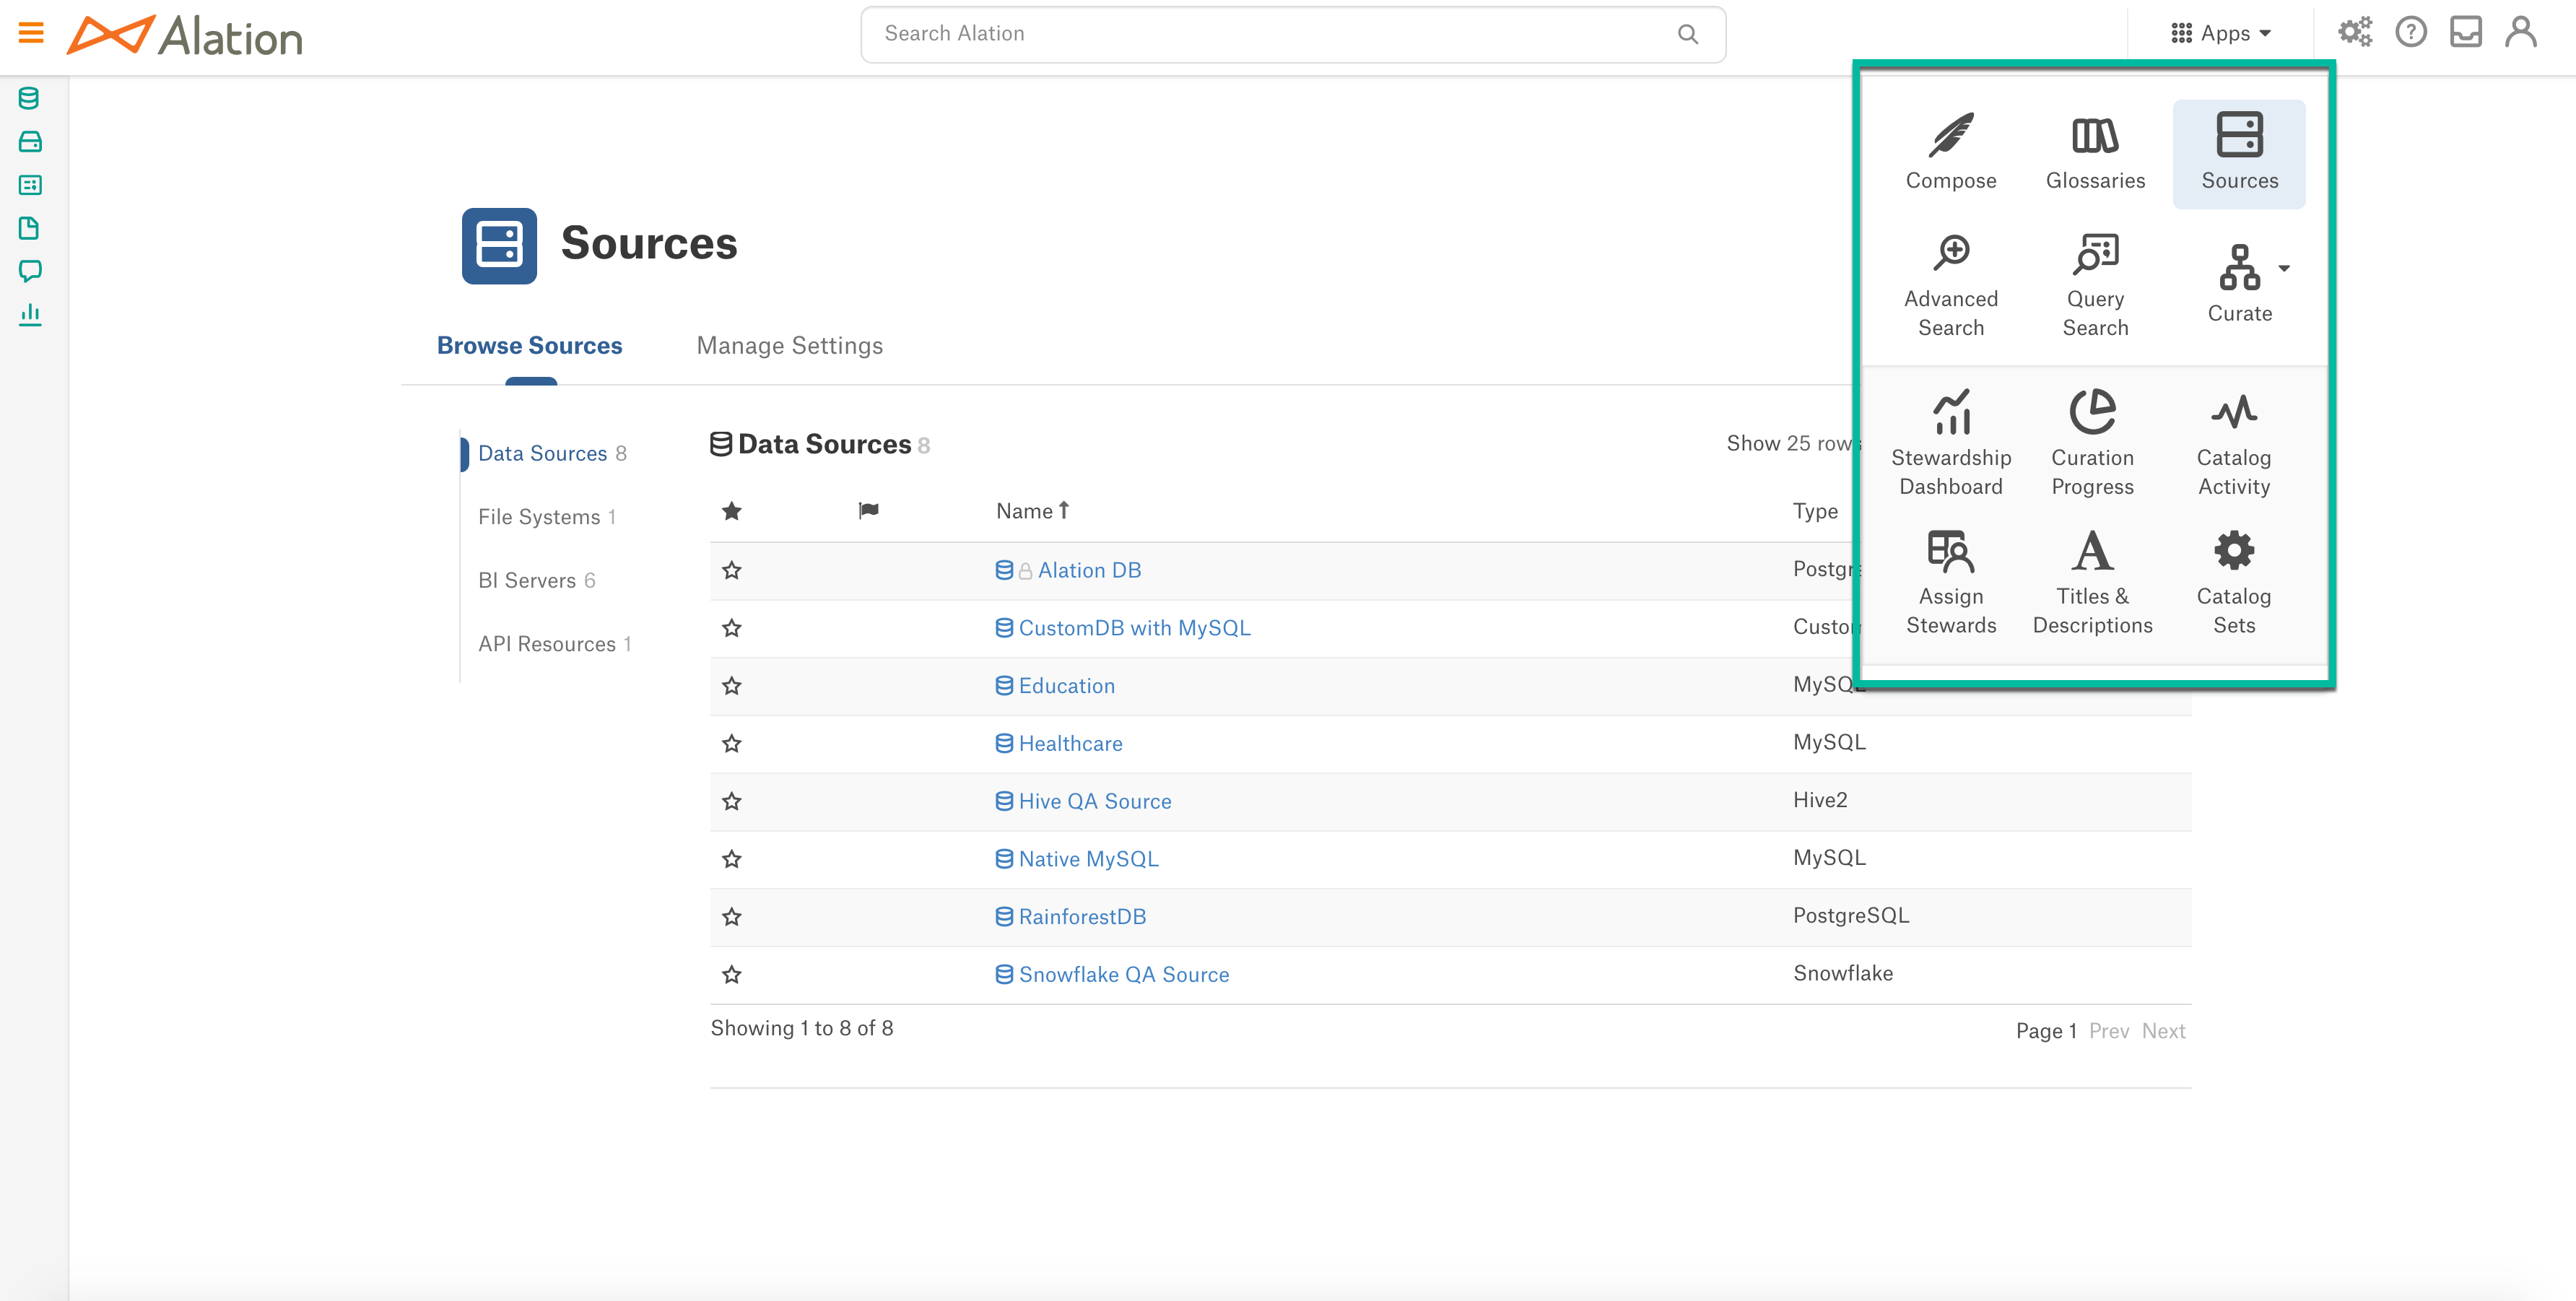 Alation
Search Alation
Apps
Compose
Glossaries
Sources
Advanced
Search
Query
Search
Curate
Stewardship
Dashboard
Curation
Progress
Catalog
Activity
Assign
Stewards
Titles &
Descriptions
Catalog
Sets
Sources
Browse Sources
Manage Settings
Data Sources 8
File Systems 1
BI Servers 6
API Resources 1
Data Sources 8
Show 25 rows
Name Type
Alation DB
CustomDB with MySQL
Education MySQL
Healthcare MySQL
Hive QA Source Hive2
Native MySQL MySQL
RainforestDB PostgreSQL
Snowflake QA Source Snowflake
Showing 1 to 8 of 8
Page 1 Prev Next